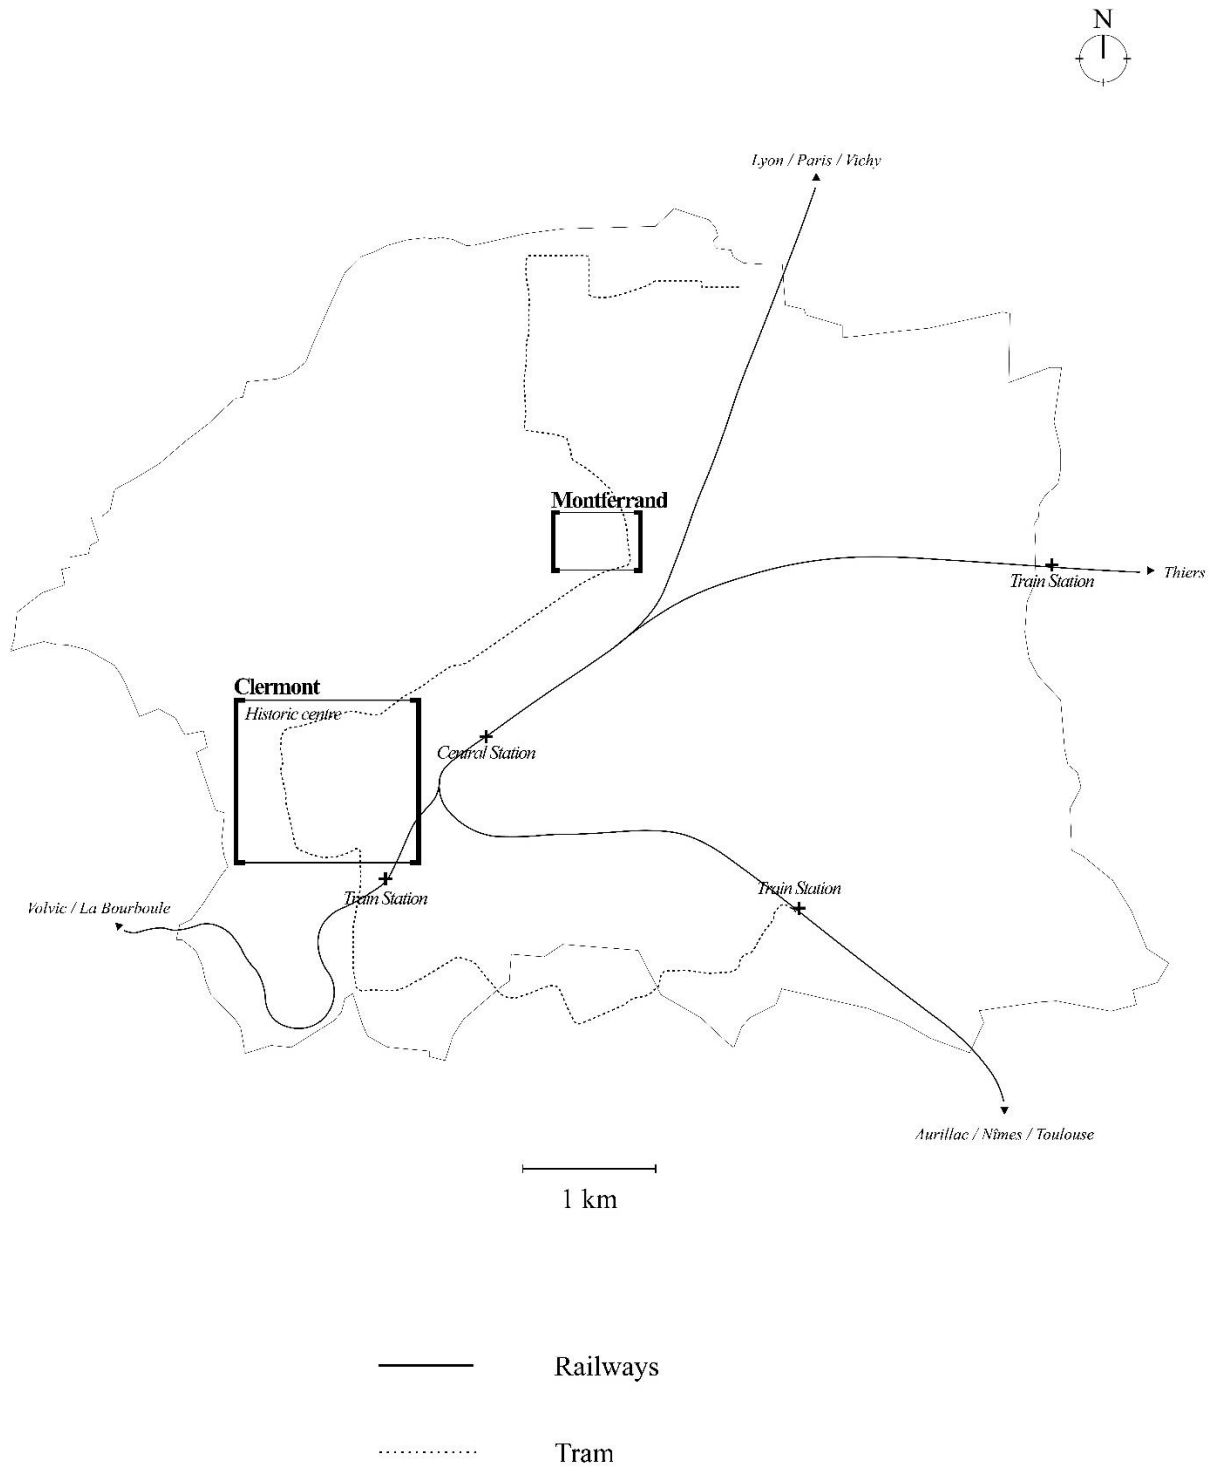 N
Lyon / Paris / Vichy
Montferrand
Train Station
Thiers
Clermont
Historic centre
Central Station
Train Station
Train Station
Volvic / La Bourboule
Aurillac / Nîmes / Toulouse
1 km
Railways
Tram